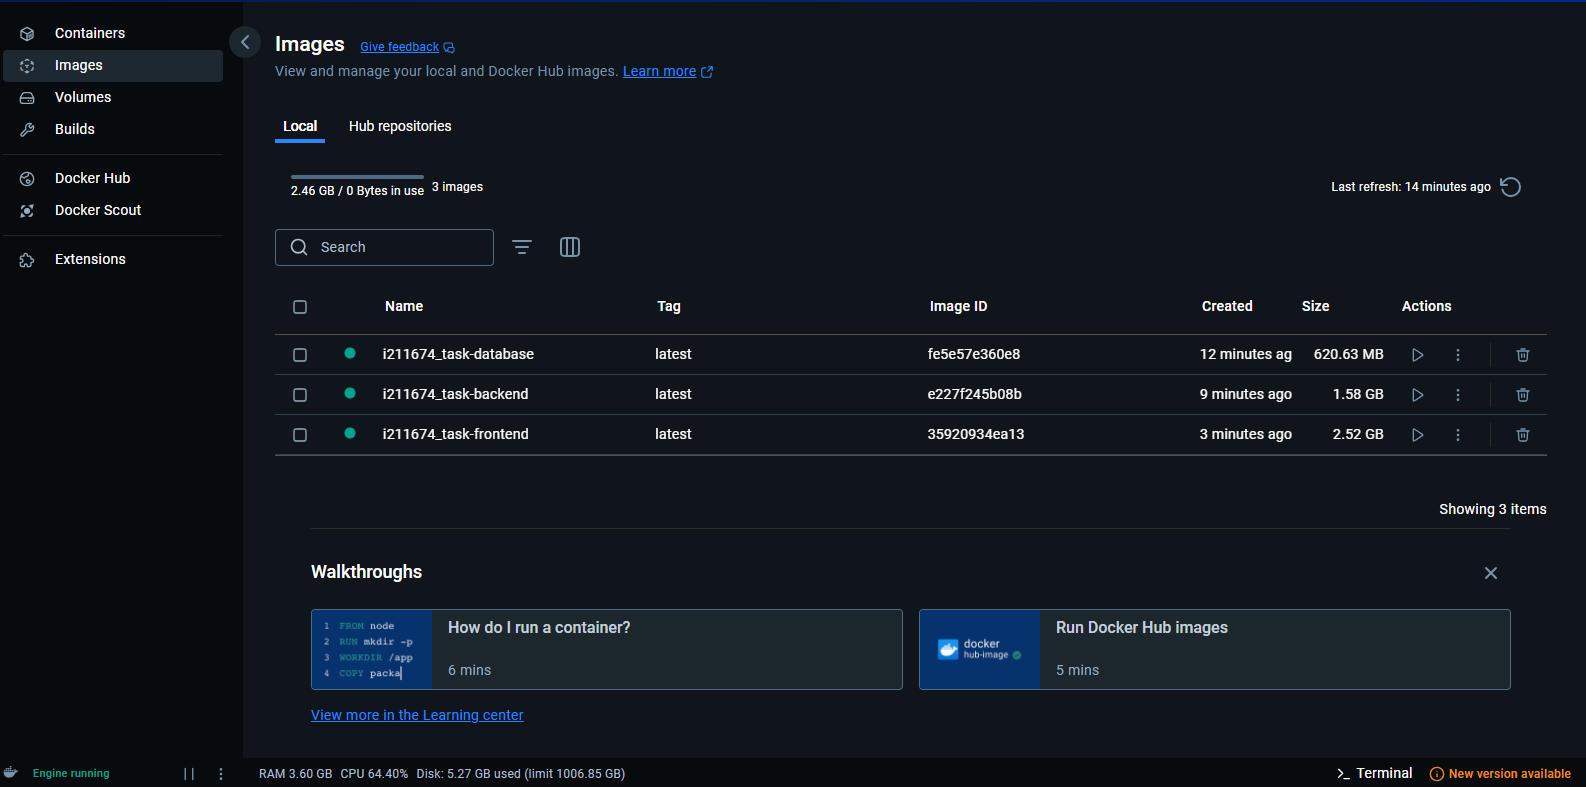 Containers
Images
Volumes
Builds
Docker Hub
Docker Scout
Extensions
Images Give feedback
View and manage your local and Docker Hub images. Learn more
Local Hub repositories
2.46 GB / 0 Bytes in use 3 images Last refresh: 14 minutes ago
Search
Name Tag Image ID Created Size Actions
i211674_task-database latest fe5e57e360e8 12 minutes ag 620.63 MB
i211674_task-backend latest e227f245b08b 9 minutes ago 1.58 GB
i211674_task-frontend latest 35920934ea13 3 minutes ago 2.52 GB
Showing 3 items
Walkthroughs
1 FROM node
2 RUN mkdir -p
3 WORKDIR /app
4 COPY packa
How do I run a container?
6 mins
docker
hub-image
Run Docker Hub images
5 mins
View more in the Learning center
Engine running RAM 3.60 GB CPU 64.40% Disk: 5.27 GB used (limit 1006.85 GB) >_ Terminal New version available